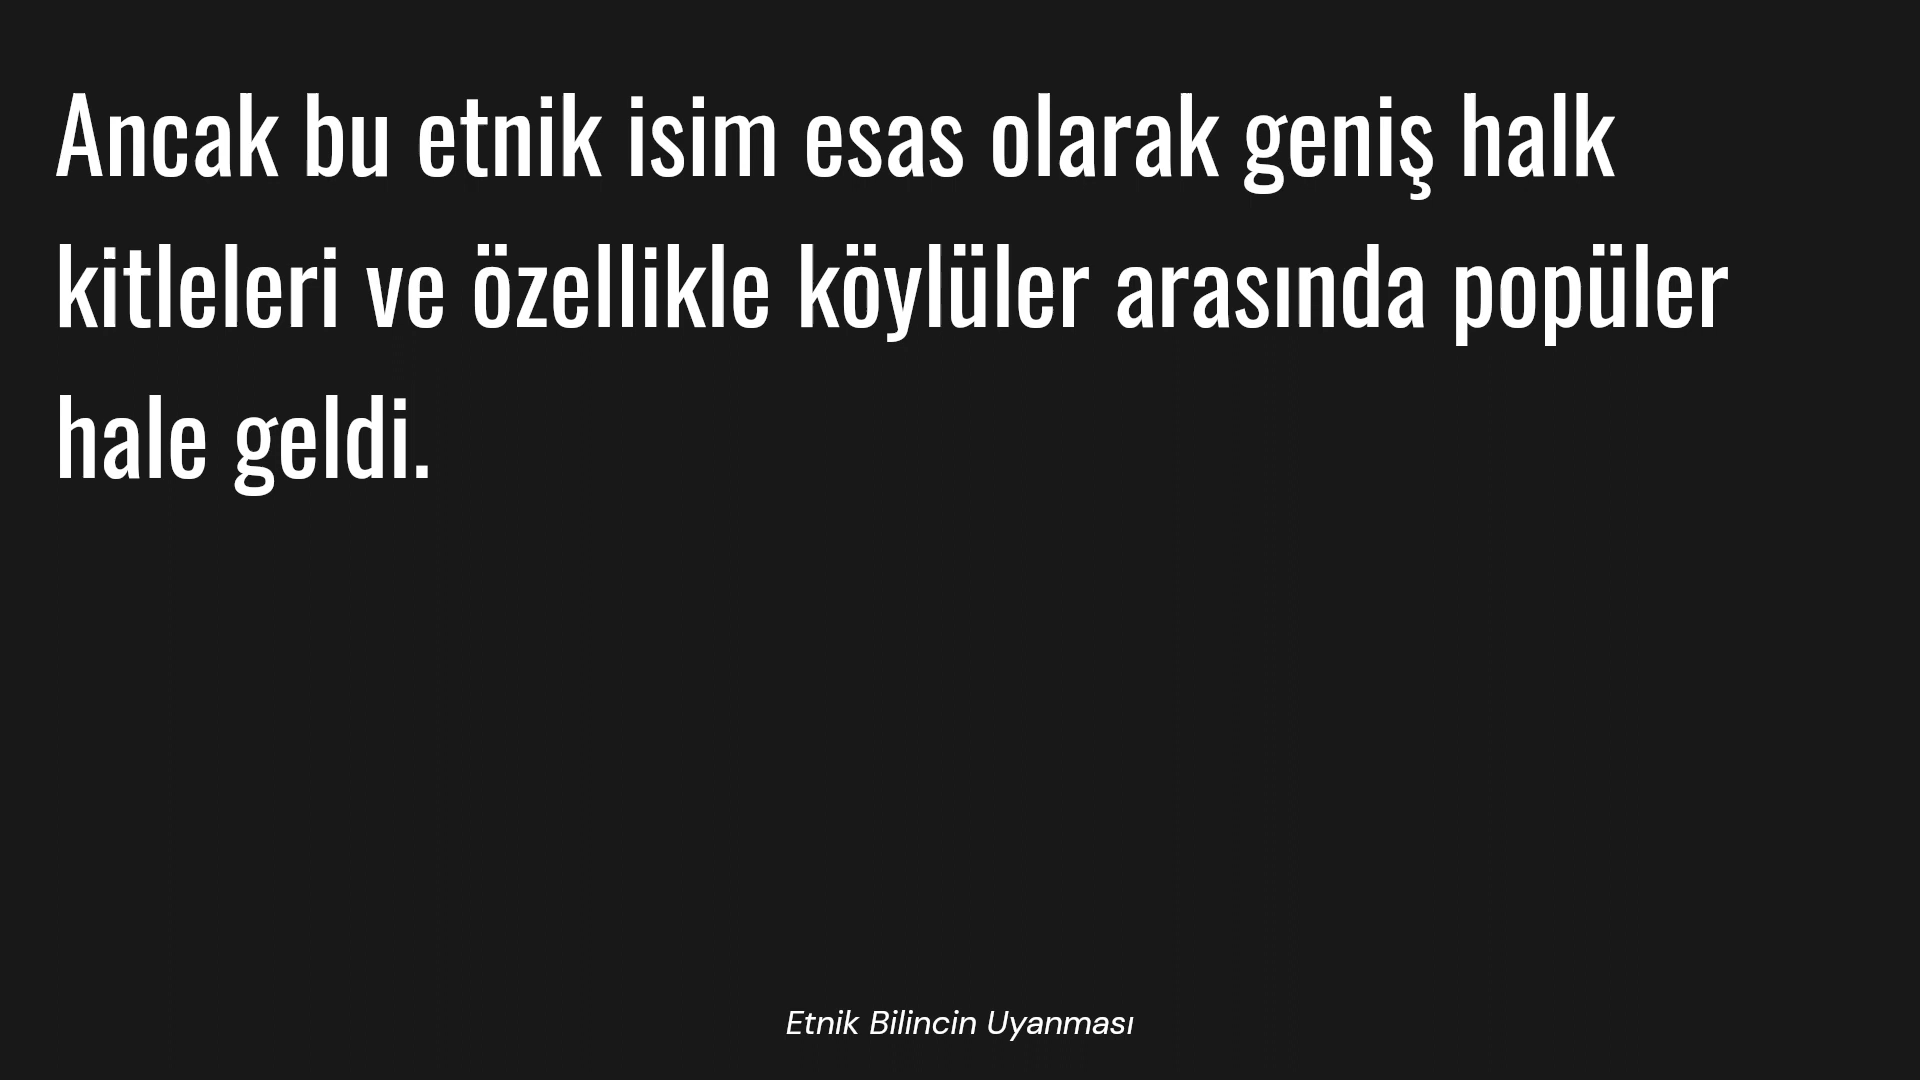 Ancak bu etnik isim esas olarak geniş halk
kitleleri ve özellikle köylüler arasında popüler
hale geldi.
Etnik Bilincin Uyanması